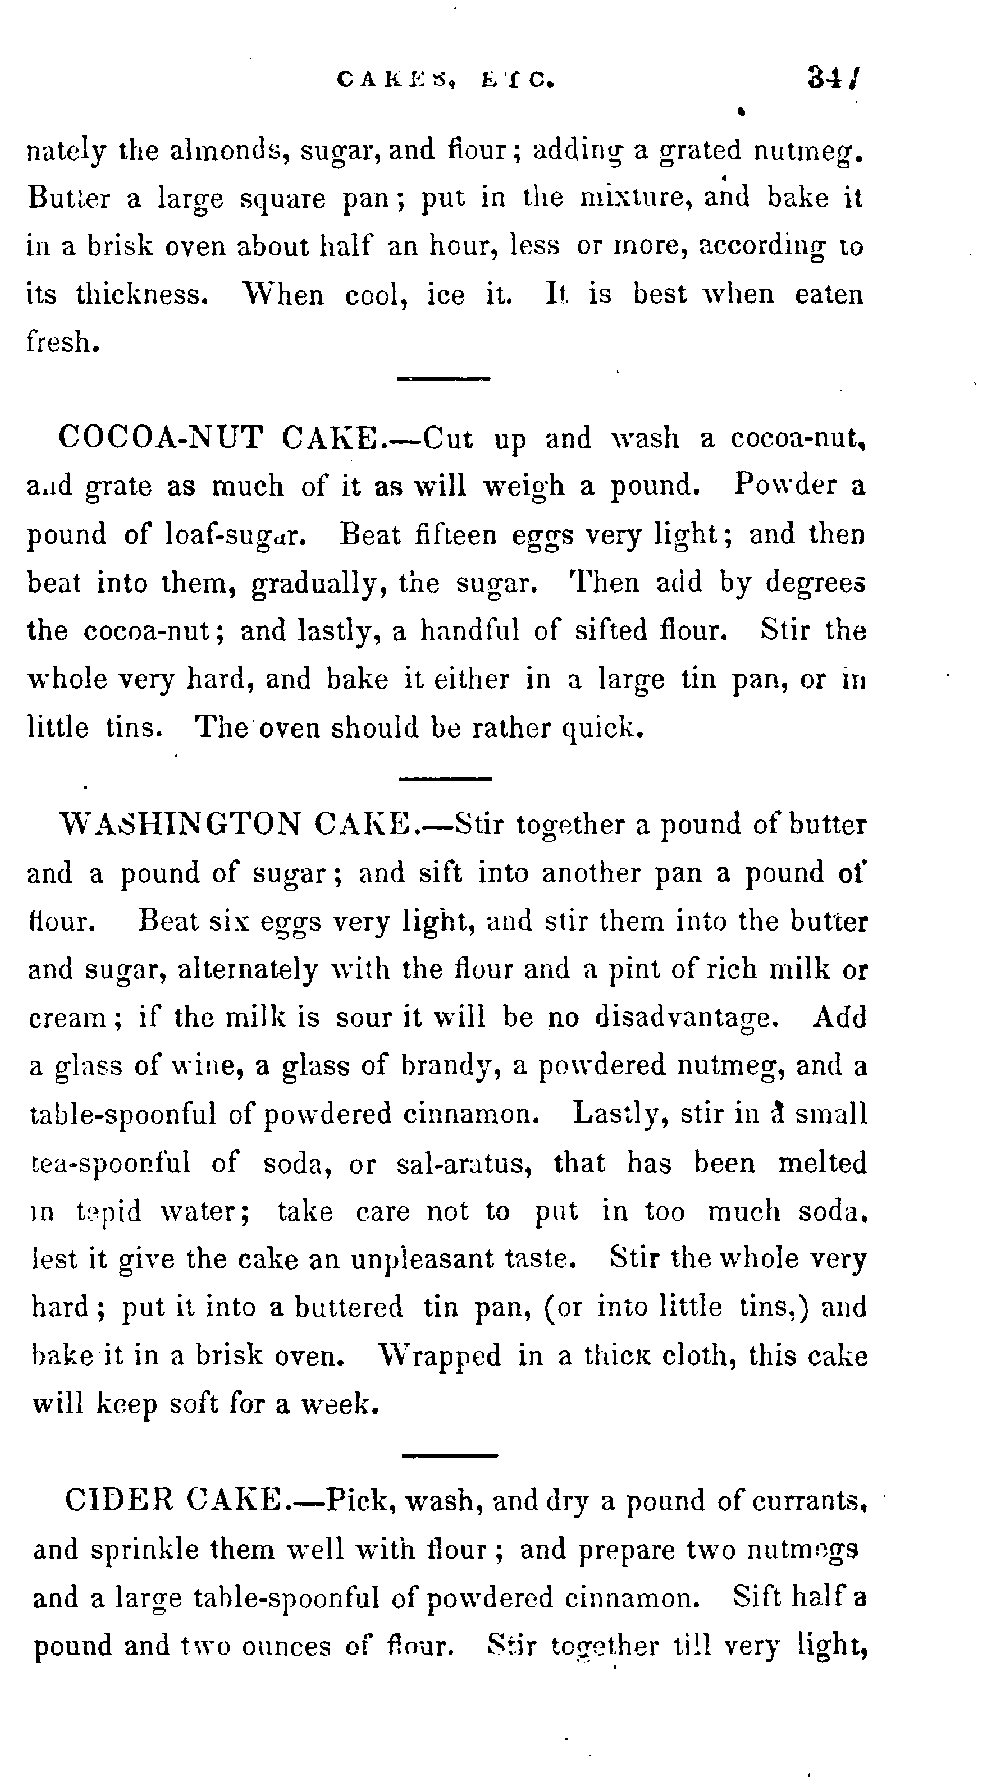 CAKES, ETC. 347
nately the almonds, sugar, and flour; adding a grated nutmeg.
Butter a large square pan; put in the mixture, and bake it
in a brisk oven about half an hour, less or more, according to
its thickness. When cool, ice it. It is best when eaten
fresh.
COCOA-NUT CAKE.—Cut up and wash a cocoa-nut,
and grate as much of it as will weigh a pound. Powder a
pound of loaf-sugar. Beat fifteen eggs very light; and then
beat into them, gradually, the sugar. Then add by degrees
the cocoa-nut; and lastly, a handful of sifted flour. Stir the
whole very hard, and bake it either in a large tin pan, or in
little tins. The oven should be rather quick.
WASHINGTON CAKE.—Stir together a pound of butter
and a pound of sugar; and sift into another pan a pound of
flour. Beat six eggs very light, and stir them into the butter
and sugar, alternately with the flour and a pint of rich milk or
cream; if the milk is sour it will be no disadvantage. Add
a glass of wine, a glass of brandy, a powdered nutmeg, and a
table-spoonful of powdered cinnamon. Lastly, stir in a small
tea-spoonful of soda, or sal-aratus, that has been melted
in tepid water; take care not to put in too much soda,
lest it give the cake an unpleasant taste. Stir the whole very
hard; put it into a buttered tin pan, (or into little tins,) and
bake it in a brisk oven. Wrapped in a thick cloth, this cake
will keep soft for a week.
CIDER CAKE.—Pick, wash, and dry a pound of currants,
and sprinkle them well with flour; and prepare two nutmegs
and a large table-spoonful of powdered cinnamon. Sift half a
pound and two ounces of flour. Stir together till very light,